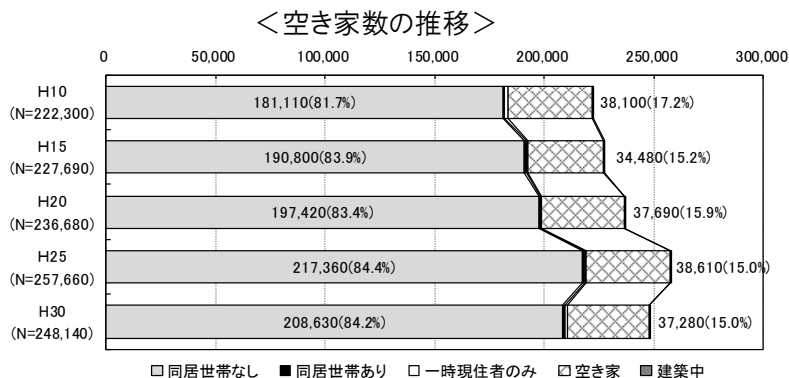 ＜空き家数の推移＞
0 50,000 100,000 150,000 200,000 250,000 300,000
H10
(N=222,300)
181,110(81.7%) 38,100(17.2%)
H15
(N=227,690)
190,800(83.9%) 34,480(15.2%)
H20
(N=236,680)
197,420(83.4%) 37,690(15.9%)
H25
(N=257,660)
217,360(84.4%) 38,610(15.0%)
H30
(N=248,140)
208,630(84.2%) 37,280(15.0%)
同居世帯なし 同居世帯あり 一時現住者のみ 空き家 建築中